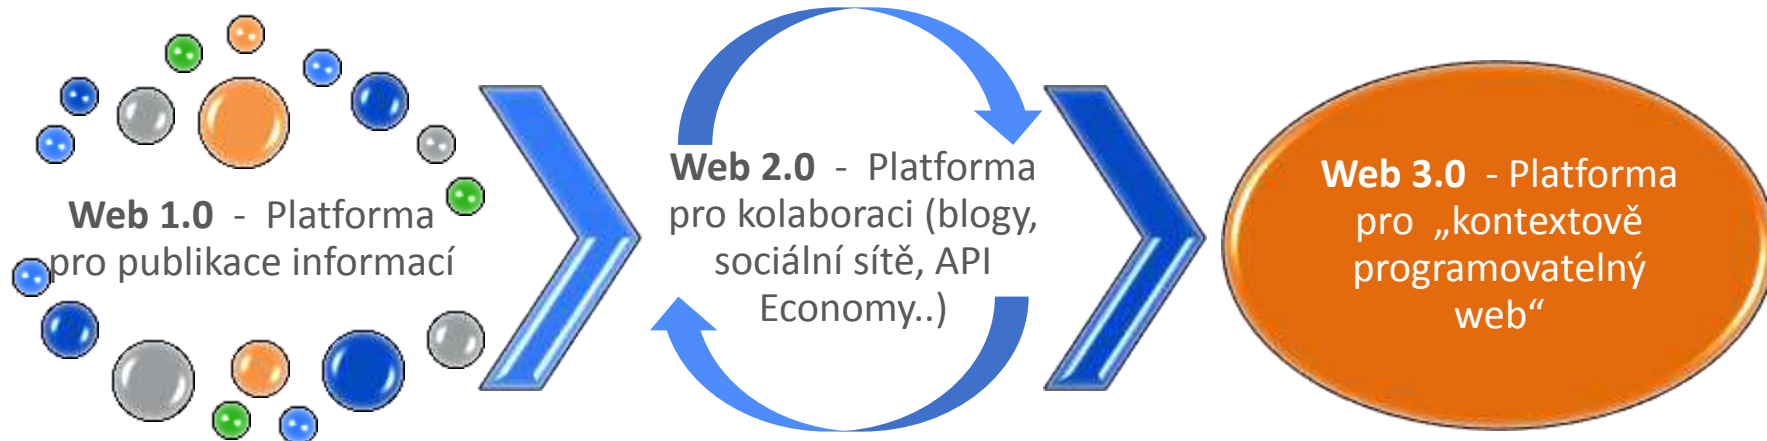 Web 1.0 - Platforma
pro publikace informací
Web 2.0 - Platforma
pro kolaboraci (blogy,
sociální sítě, API
Economy..)
Web 3.0 - Platforma
pro „kontextově
programovatelný
web“